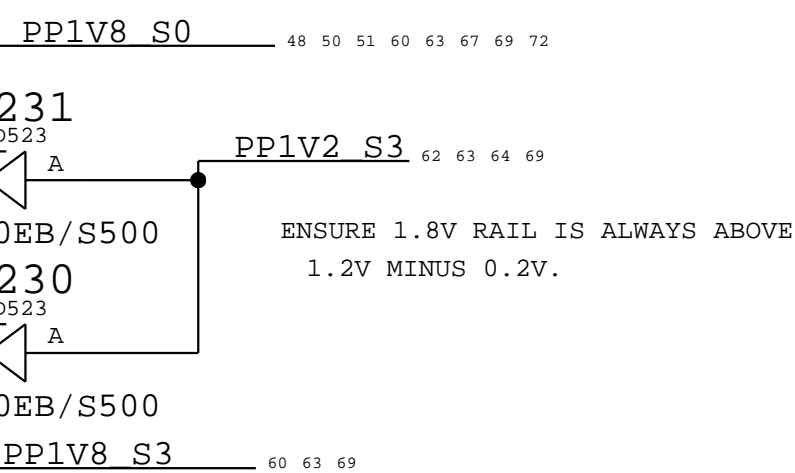 PP1V8_S0 48 50 51 60 63 67 69 72
231
D523
A
PP1V2_S3 62 63 64 69
0EB/S500
ENSURE 1.8V RAIL IS ALWAYS ABOVE
1.2V MINUS 0.2V.
230
D523
A
0EB/S500
PP1V8_S3 60 63 69